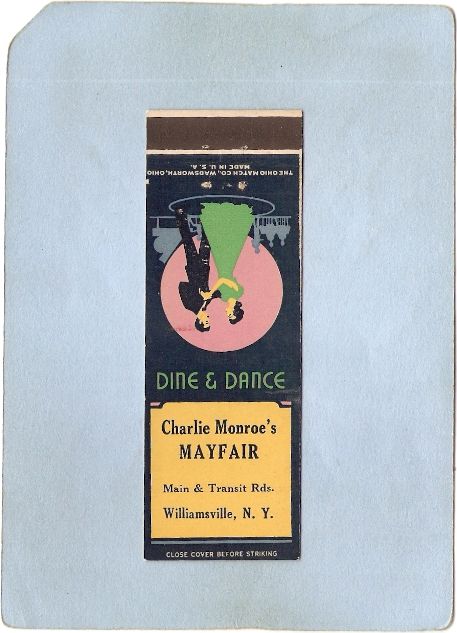 THE OHIO MATCH CO., WADSWORTH, OHIO
MADE IN U. S. A.
DINE & DANCE
Charlie Monroe's
MAYFAIR
Main & Transit Rds.
Williamsville, N. Y.
CLOSE COVER BEFORE STRIKING